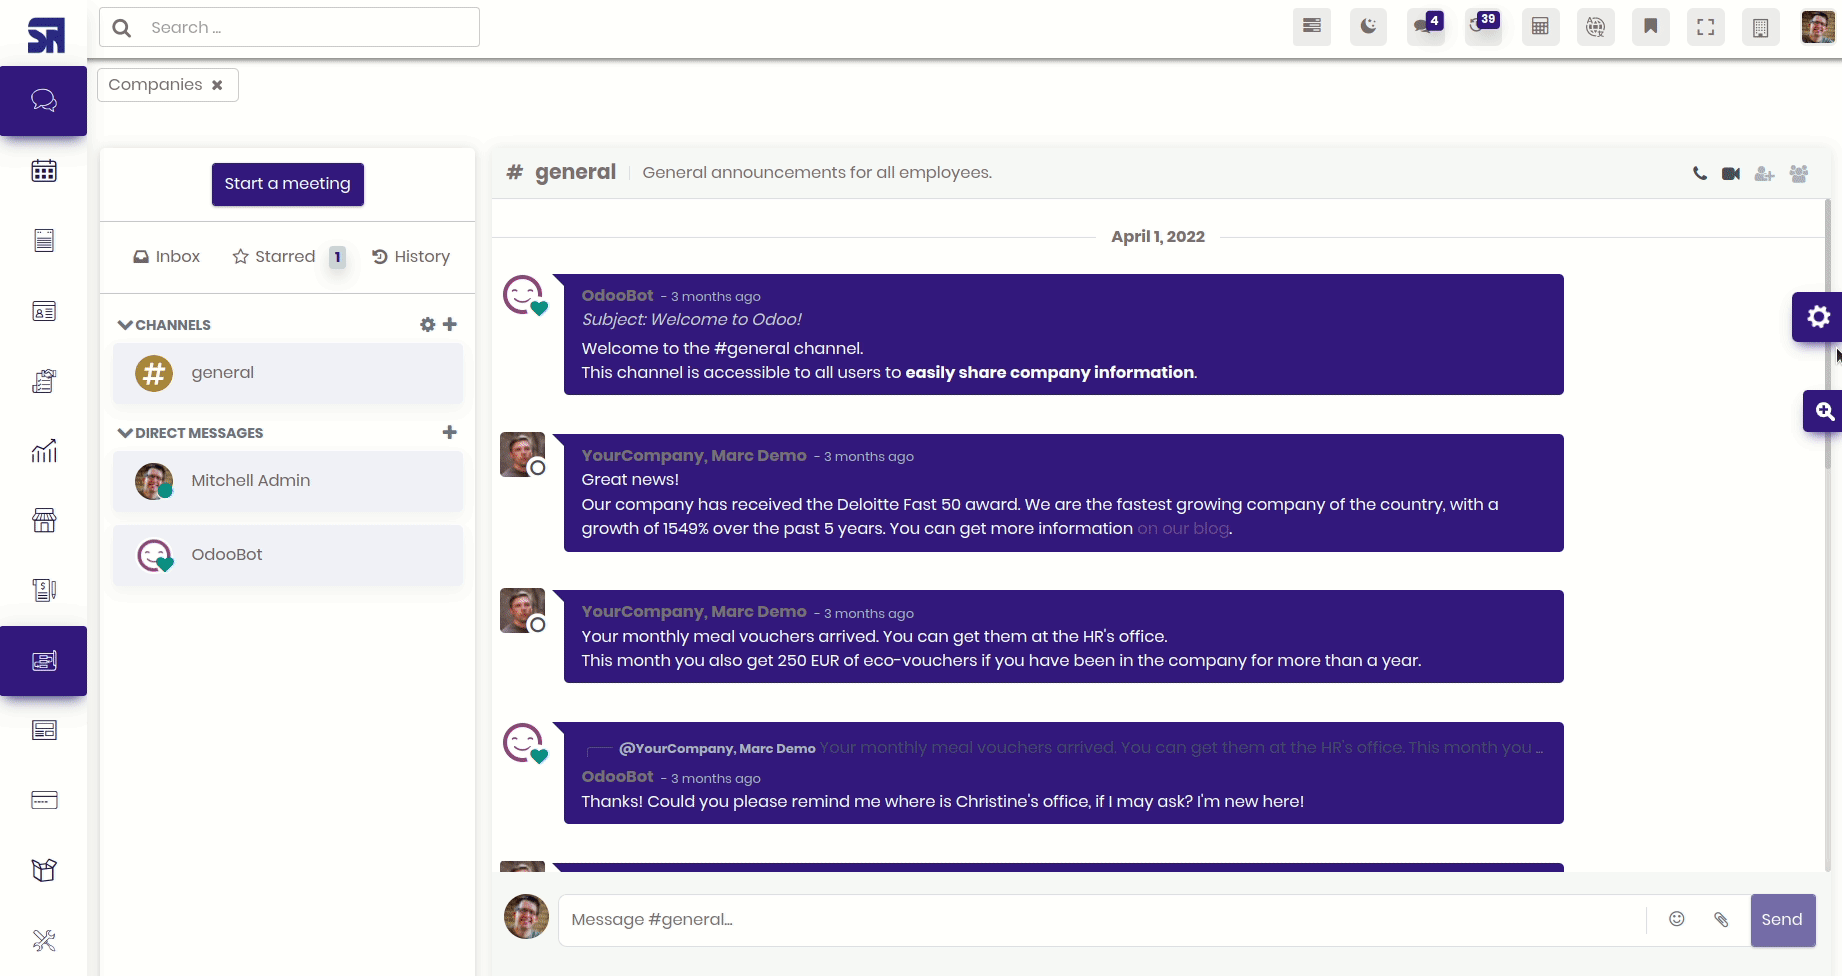 SR
Search ...
4
39
Companies ✖
Start a meeting
Inbox
Starred
1
History
CHANNELS
general
DIRECT MESSAGES
Mitchell Admin
OdooBot
# general
General announcements for all employees.
April 1, 2022
OdooBot - 3 months ago
Subject: Welcome to Odoo!
Welcome to the #general channel.
This channel is accessible to all users to easily share company information.
YourCompany, Marc Demo - 3 months ago
Great news!
Our company has received the Deloitte Fast 50 award. We are the fastest growing company of the country, with a
growth of 1549% over the past 5 years. You can get more information on our blog.
YourCompany, Marc Demo - 3 months ago
Your monthly meal vouchers arrived. You can get them at the HR's office.
This month you also get 250 EUR of eco-vouchers if you have been in the company for more than a year.
@YourCompany, Marc Demo Your monthly meal vouchers arrived. You can get them at the HR's office. This month you ...
OdooBot - 3 months ago
Thanks! Could you please remind me where is Christine's office, if I may ask? I'm new here!
Message #general...
Send